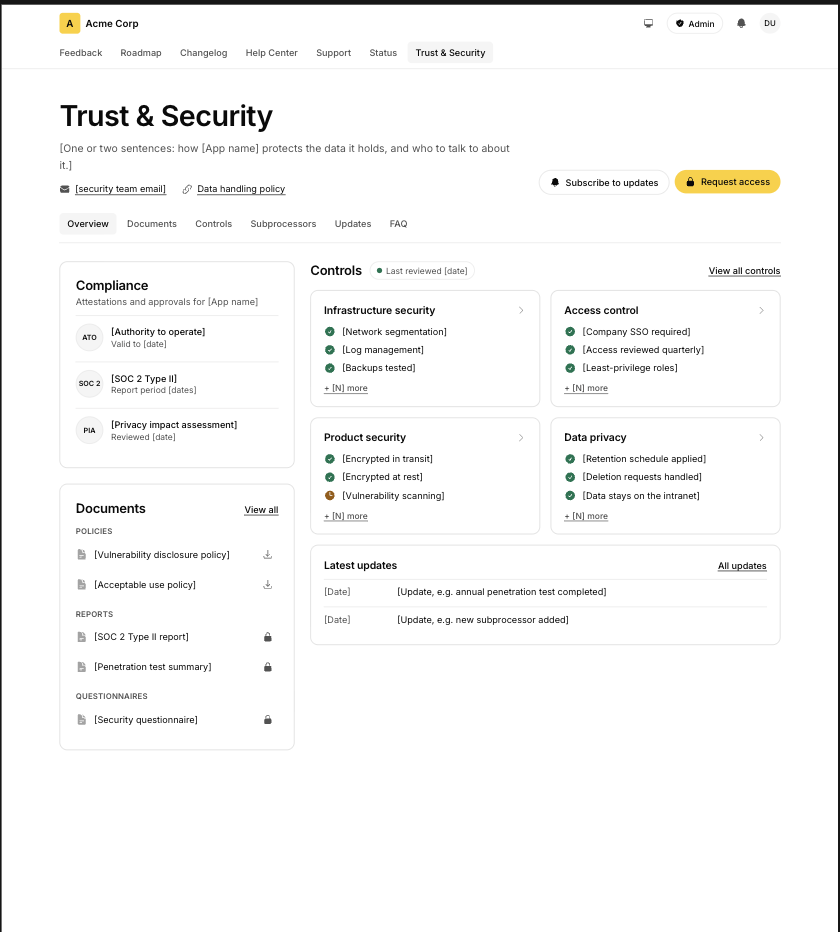 A Acme Corp
Admin
DU
Feedback Roadmap Changelog Help Center Support Status Trust & Security
Trust & Security
[One or two sentences: how [App name] protects the data it holds, and who to talk to about
it.]
[security team email] Data handling policy
Subscribe to updates
Request access
Overview Documents Controls Subprocessors Updates FAQ
Compliance
Attestations and approvals for [App name]
ATO
[Authority to operate]
Valid to [date]
SOC 2
[SOC 2 Type II]
Report period [dates]
PIA
[Privacy impact assessment]
Reviewed [date]
Documents
View all
POLICIES
[Vulnerability disclosure policy]
[Acceptable use policy]
REPORTS
[SOC 2 Type II report]
[Penetration test summary]
QUESTIONNAIRES
[Security questionnaire]
Controls
Last reviewed [date]
View all controls
Infrastructure security
[Network segmentation]
[Log management]
[Backups tested]
+ [N] more
Access control
[Company SSO required]
[Access reviewed quarterly]
[Least-privilege roles]
+ [N] more
Product security
[Encrypted in transit]
[Encrypted at rest]
[Vulnerability scanning]
+ [N] more
Data privacy
[Retention schedule applied]
[Deletion requests handled]
[Data stays on the intranet]
+ [N] more
Latest updates
All updates
[Date] [Update, e.g. annual penetration test completed]
[Date] [Update, e.g. new subprocessor added]